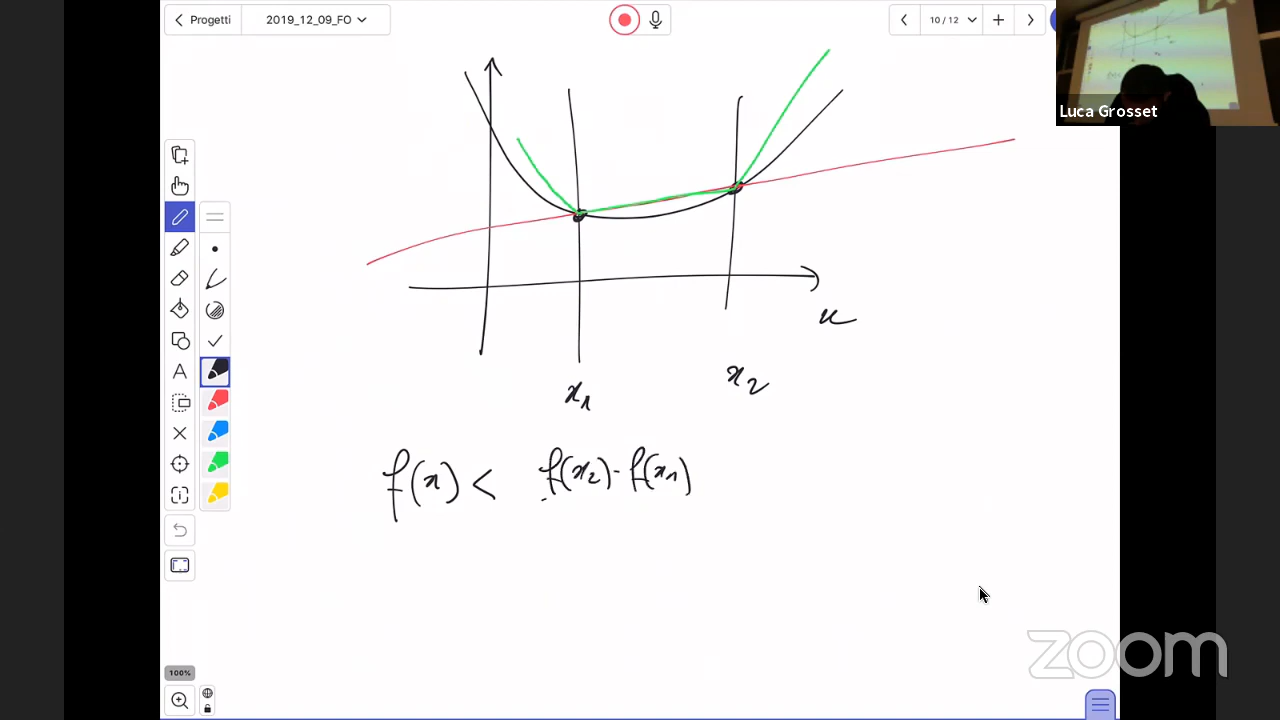 Progetti 2019_12_09_FO 10 / 12
Luca Grosset
x
x₁
x₂
f(x) < f(x₂) - f(x₁)
100%
zoom